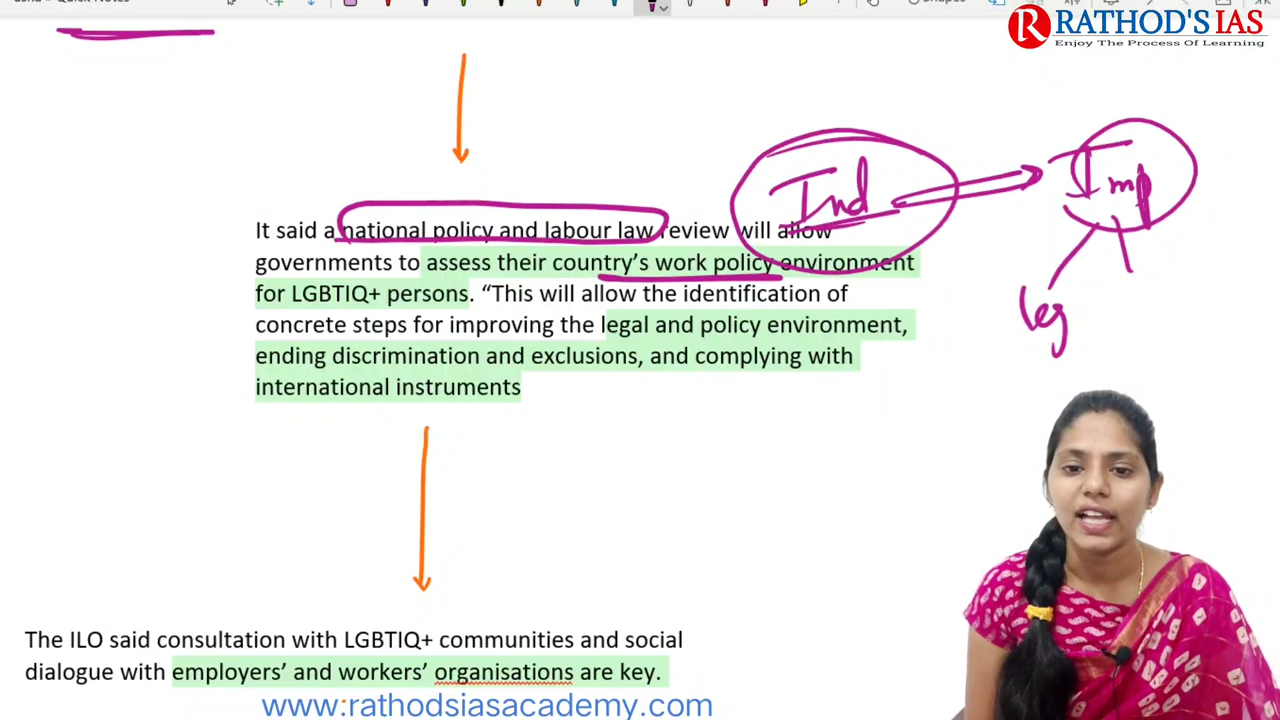 RATHOD'S IAS
Enjoy The Process Of Learning
Ind
Imp
leg
It said a national policy and labour law review will allow
governments to assess their country's work policy environment
for LGBTIQ+ persons. “This will allow the identification of
concrete steps for improving the legal and policy environment,
ending discrimination and exclusions, and complying with
international instruments
The ILO said consultation with LGBTIQ+ communities and social
dialogue with employers’ and workers’ organisations are key.
www.rathodsiasacademy.com